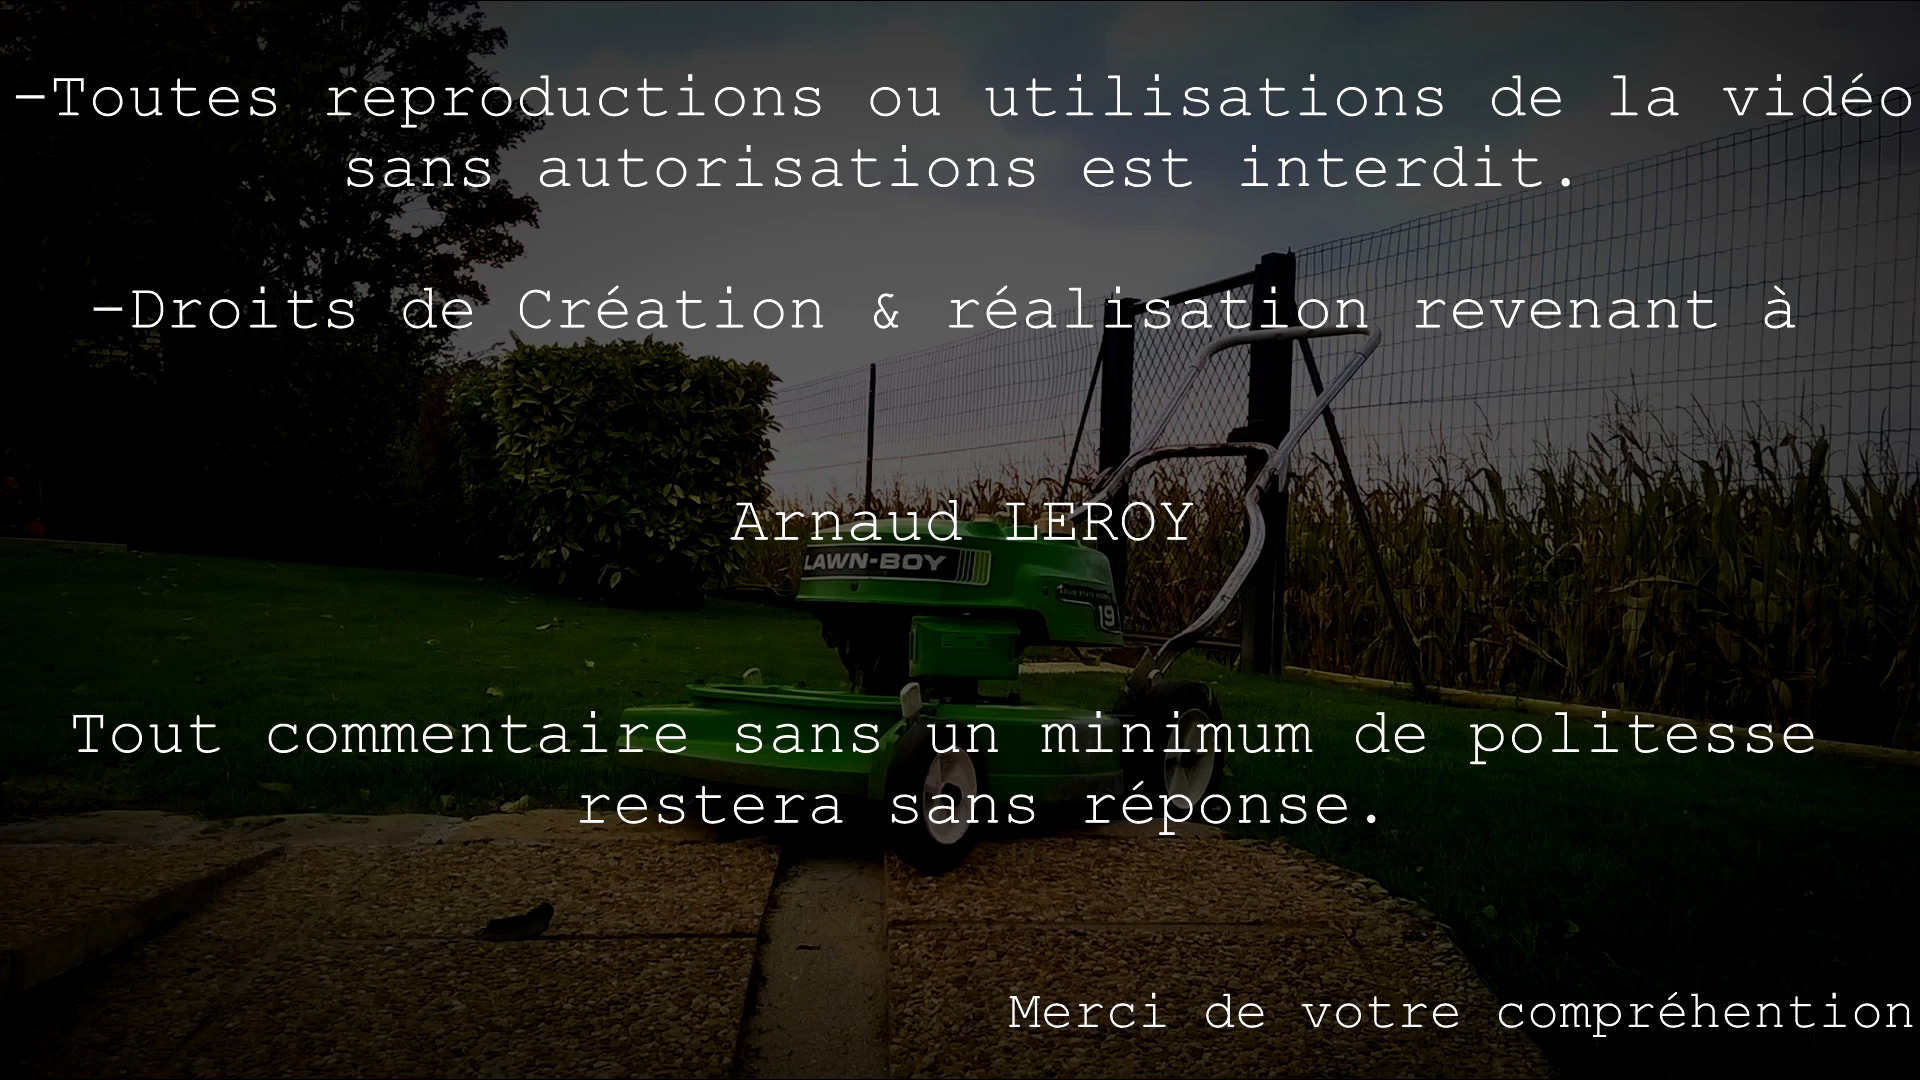 -Toutes reproductions ou utilisations de la vidéo
sans autorisations est interdit.
-Droits de Création & réalisation revenant à
Arnaud LEROY
LAWN-BOY
19
Tout commentaire sans un minimum de politesse
restera sans réponse.
Merci de votre compréhention